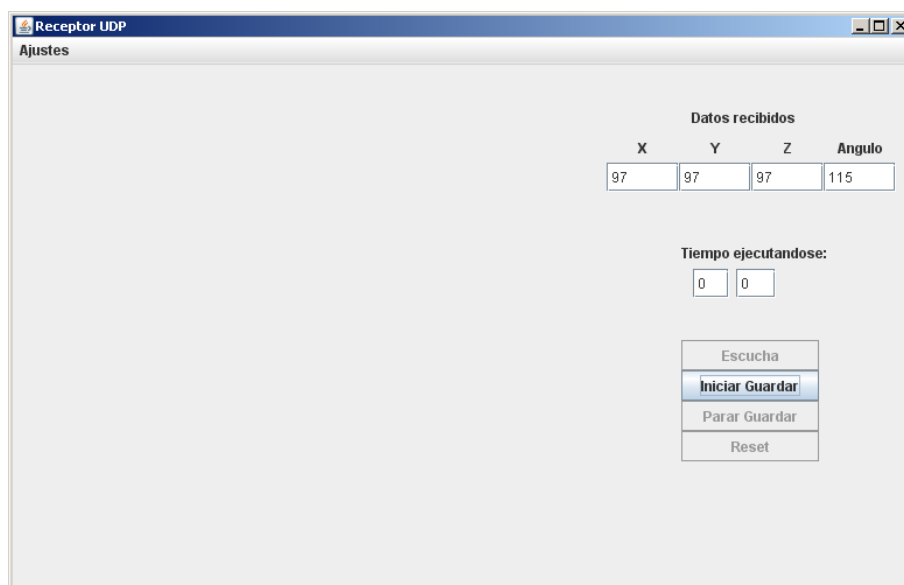 Receptor UDP
Ajustes
Datos recibidos
X Y Z Angulo
97 97 97 115
Tiempo ejecutandose:
0 0
Escucha
Iniciar Guardar
Parar Guardar
Reset